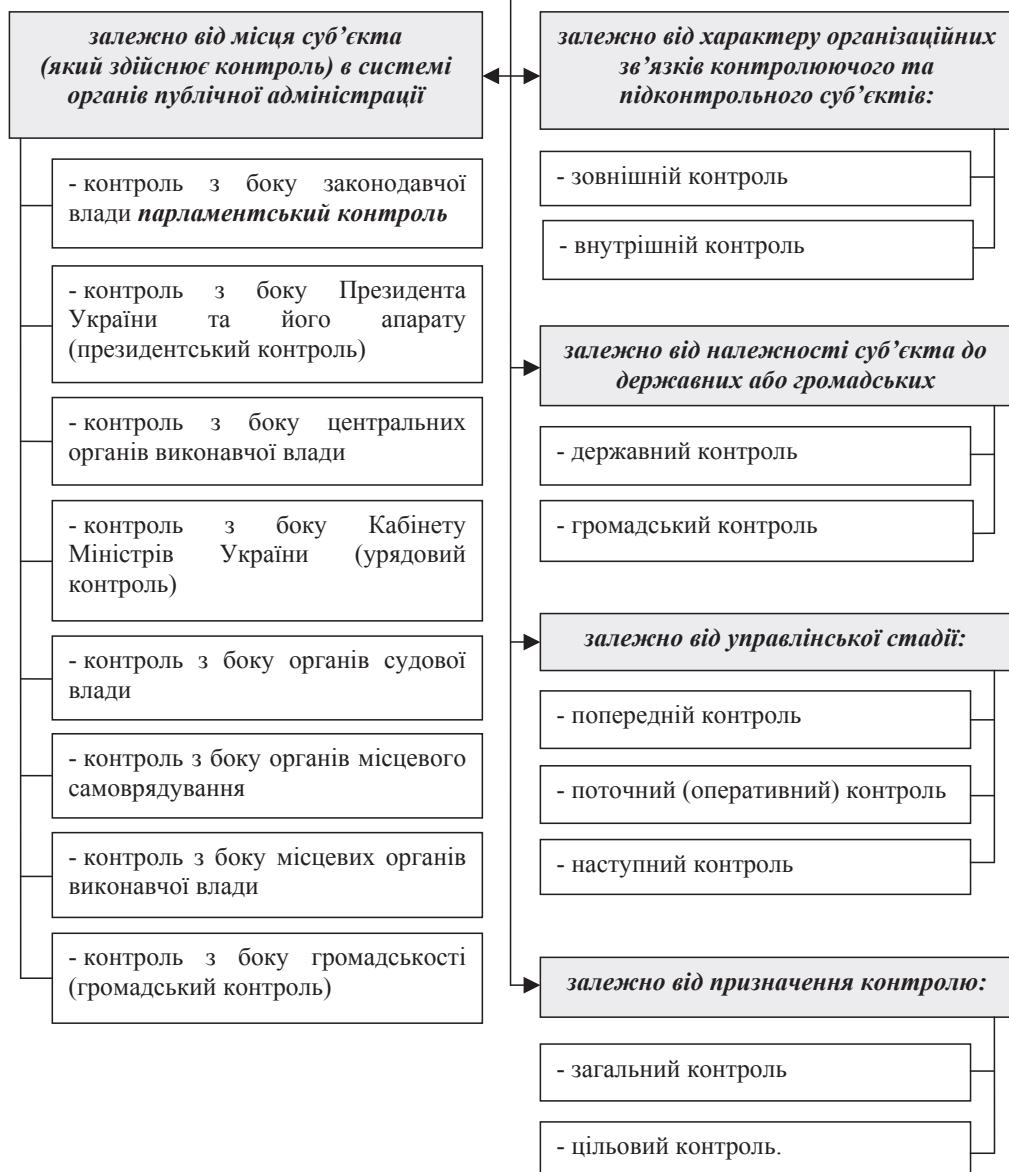 залежно від місця суб’єкта
(який здійснює контроль) в системі
органів публічної адміністрації
- контроль з боку законодавчої
влади парламентський контроль
- контроль з боку Президента
України та його апарату
(президентський контроль)
- контроль з боку центральних
органів виконавчої влади
- контроль з боку Кабінету
Міністрів України (урядовий
контроль)
- контроль з боку органів судової
влади
- контроль з боку органів місцевого
самоврядування
- контроль з боку місцевих органів
виконавчої влади
- контроль з боку громадськості
(громадський контроль)
залежно від характеру організаційних
зв’язків контролюючого та
підконтрольного суб’єктів:
- зовнішній контроль
- внутрішній контроль
залежно від належності суб’єкта до
державних або громадських
- державний контроль
- громадський контроль
залежно від управлінської стадії:
- попередній контроль
- поточний (оперативний) контроль
- наступний контроль
залежно від призначення контролю:
- загальний контроль
- цільовий контроль.